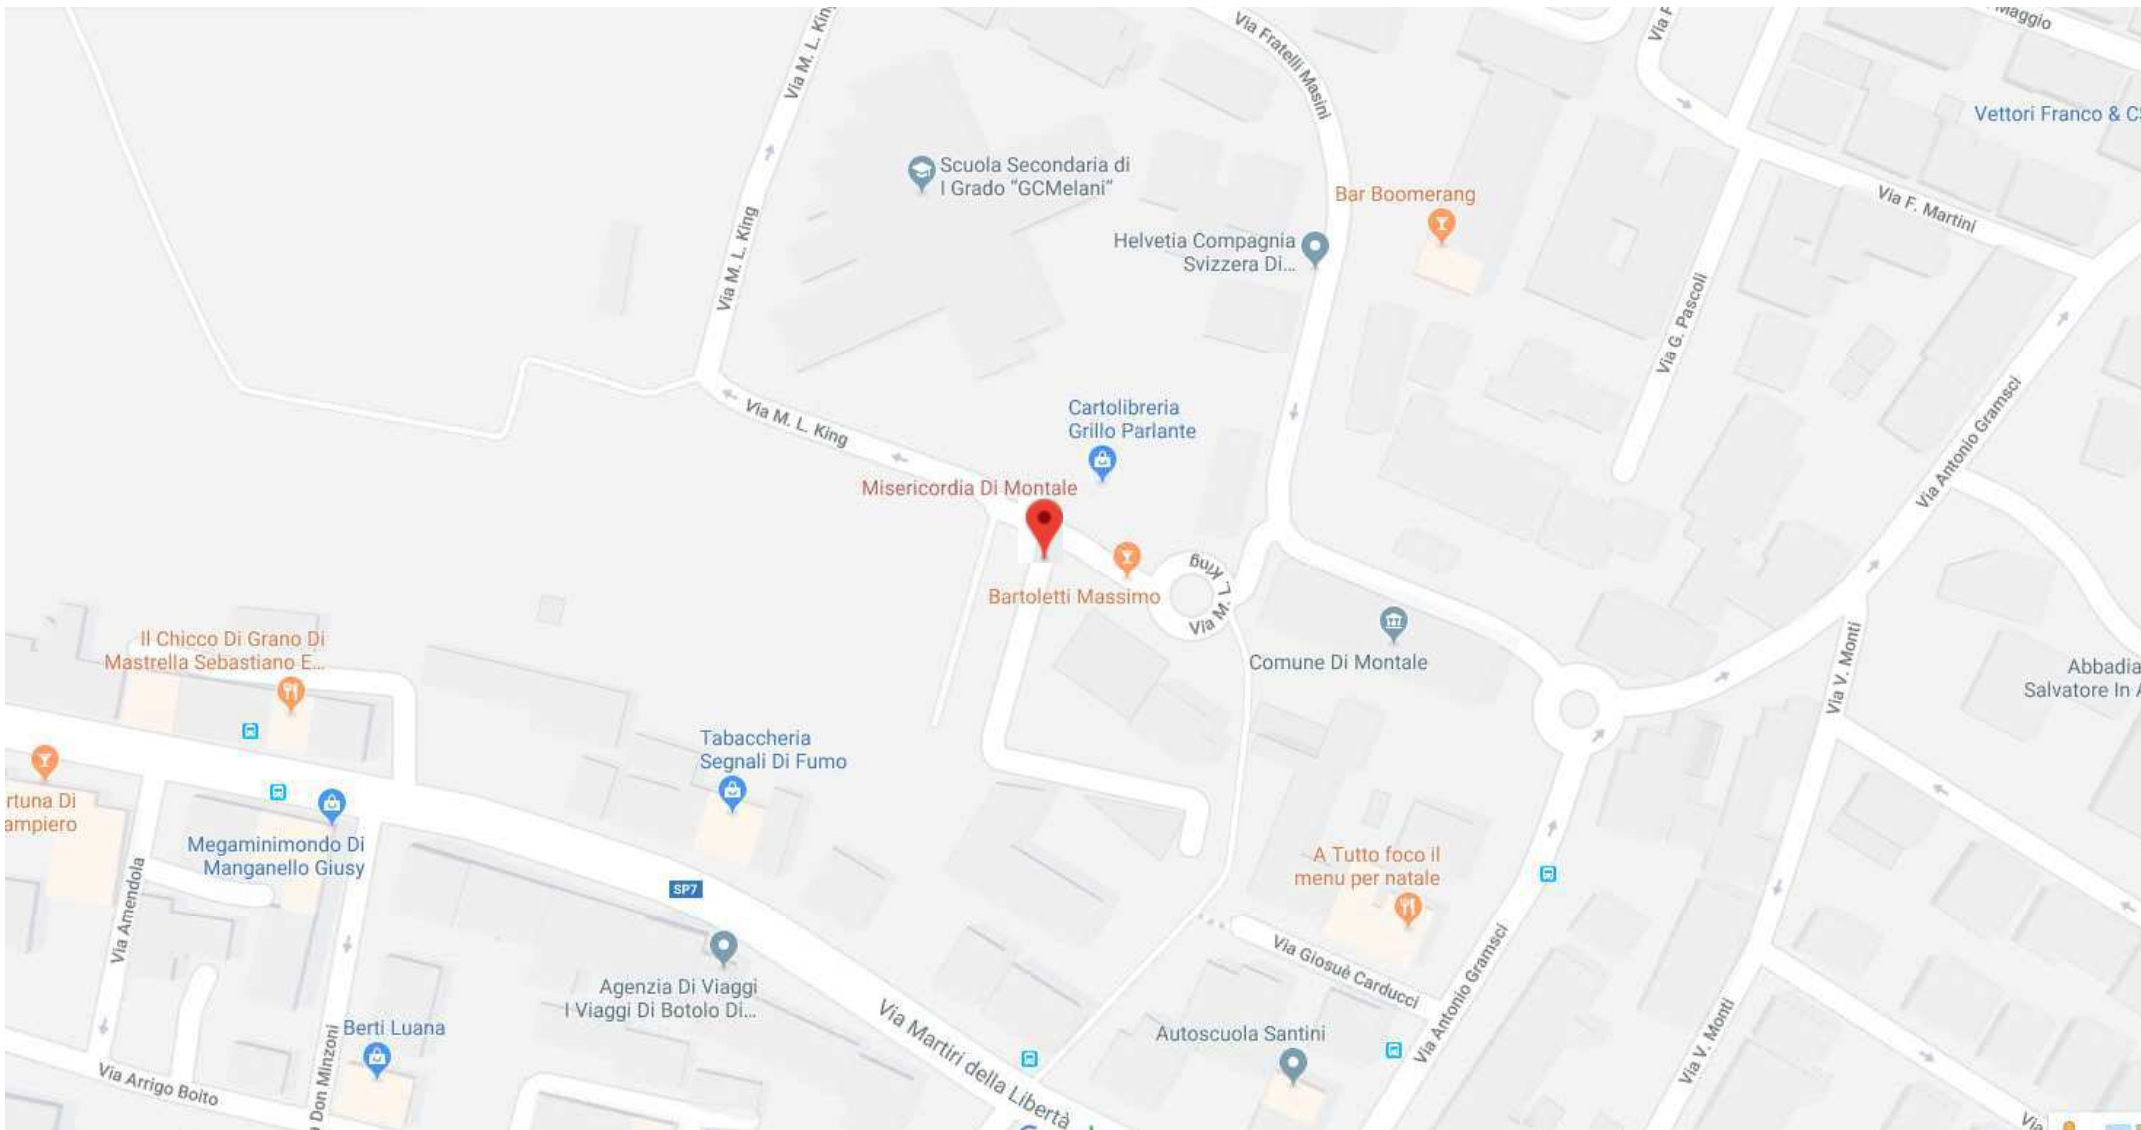 Via M. L. King
Via Fratelli Masini
Maggio
Vettori Franco &
Scuola Secondaria di
I Grado "GCMelani"
Bar Boomerang
Via F. Martini
Via M. L. King
Helvetia Compagnia
Svizzera Di...
Via G. Pascoli
Via M. L. King
Cartolibreria
Grillo Parlante
Via Antonio Gramsci
Misericordia Di Montale
Via M. L. King
Bartoletti Massimo
Comune Di Montale
Via V. Monti
Abbadia
Salvatore In
Il Chicco Di Grano Di
Mastrella Sebastiano E...
Tabaccheria
Segnali Di Fumo
rtuna Di
ampiero
Megaminimondo Di
Manganello Giusy
A Tutto foco il
menu per natale
SP7
Via Amendola
Via Giosuè Carducci
Via Antonio Gramsci
Agenzia Di Viaggi
I Viaggi Di Botolo Di...
Via Martiri della Libertà
Autoscuola Santini
Berti Luana
Via V. Monti
Via Arrigo Boito
Don Minzoni
Via